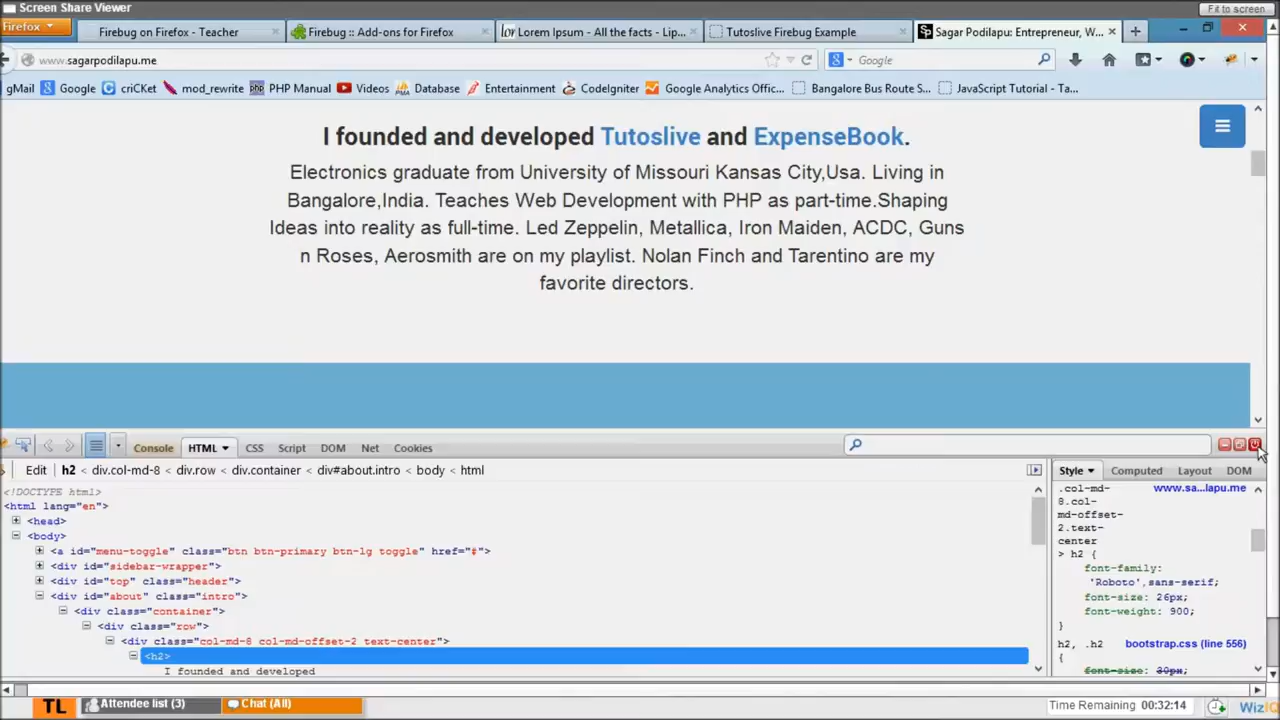 Screen Share Viewer
Fit to screen
Firefox
Firebug on Firefox - Teacher
Firebug :: Add-ons for Firefox
Lorem Ipsum - All the facts - Lip...
Tutoslive Firebug Example
Sagar Podilapu: Entrepreneur, W...
www.sagarpodilapu.me
Google
gMail
Google
criCKet
mod_rewrite
PHP Manual
Videos
Database
Entertainment
CodeIgniter
Google Analytics Offic...
Bangalore Bus Route S...
JavaScript Tutorial - Ta...
I founded and developed Tutoslive and ExpenseBook.
Electronics graduate from University of Missouri Kansas City,Usa. Living in
Bangalore,India. Teaches Web Development with PHP as part-time.Shaping
Ideas into reality as full-time. Led Zeppelin, Metallica, Iron Maiden, ACDC, Guns
n Roses, Aerosmith are on my playlist. Nolan Finch and Tarentino are my
favorite directors.
Console
HTML
CSS
Script
DOM
Net
Cookies
Edit
h2 < div.col-md-8 < div.row < div.container < div#about.intro < body < html
Style
Computed
Layout
DOM
<!DOCTYPE html>
<html lang="en">
<head>
<body>
<a id="menu-toggle" class="btn btn-primary btn-lg toggle" href="#">
<div id="sidebar-wrapper">
<div id="top" class="header">
<div id="about" class="intro">
<div class="container">
<div class="row">
<div class="col-md-8 col-md-offset-2 text-center">
<h2>
I founded and developed
.col-md-
www.sa...lapu.me
8.col-
md-offset-
2.text-
center
> h2 {
font-family:
'Roboto',sans-serif;
font-size: 26px;
font-weight: 900;
}
h2, .h2
bootstrap.css (line 556)
{
font-size: 30px;
TL
Attendee list (3)
Chat (All)
Time Remaining
00:32:14
WizIQ